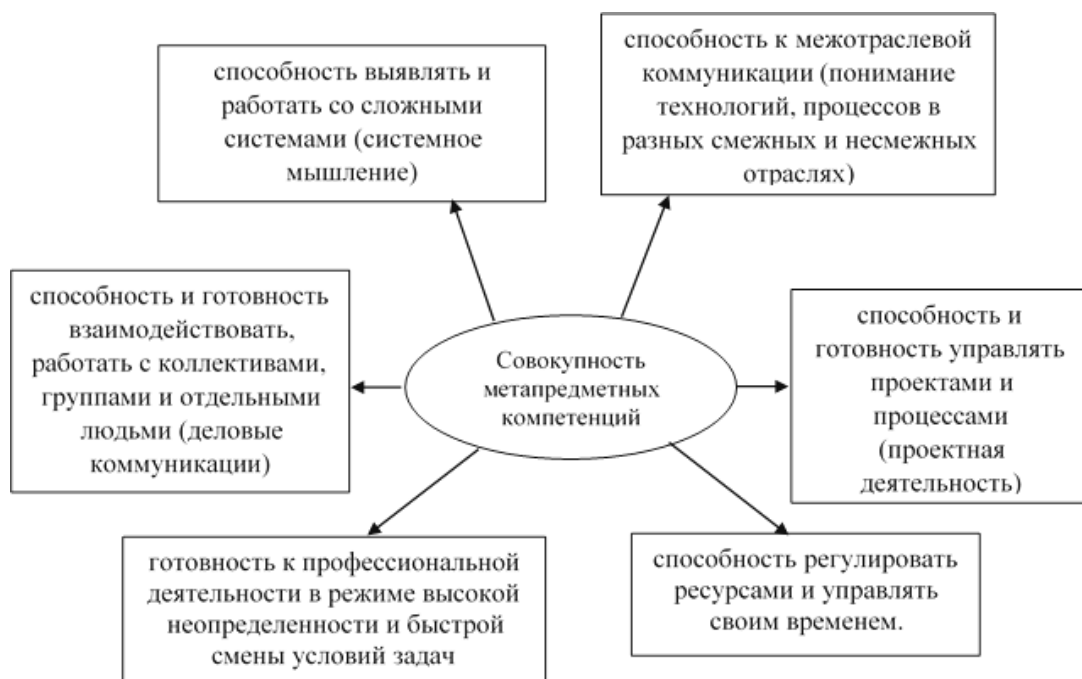 способность выявлять и
работать со сложными
системами (системное
мышление)
способность к межотраслевой
коммуникации (понимание
технологий, процессов в
разных смежных и несмежных
отраслях)
способность и готовность
взаимодействовать,
работать с коллективами,
группами и отдельными
людьми (деловые
коммуникации)
Совокупность
метапредметных
компетенций
способность и
готовность управлять
проектами и
процессами
(проектная
деятельность)
готовность к профессиональной
деятельности в режиме высокой
неопределенности и быстрой
смены условий задач
способность регулировать
ресурсами и управлять
своим временем.